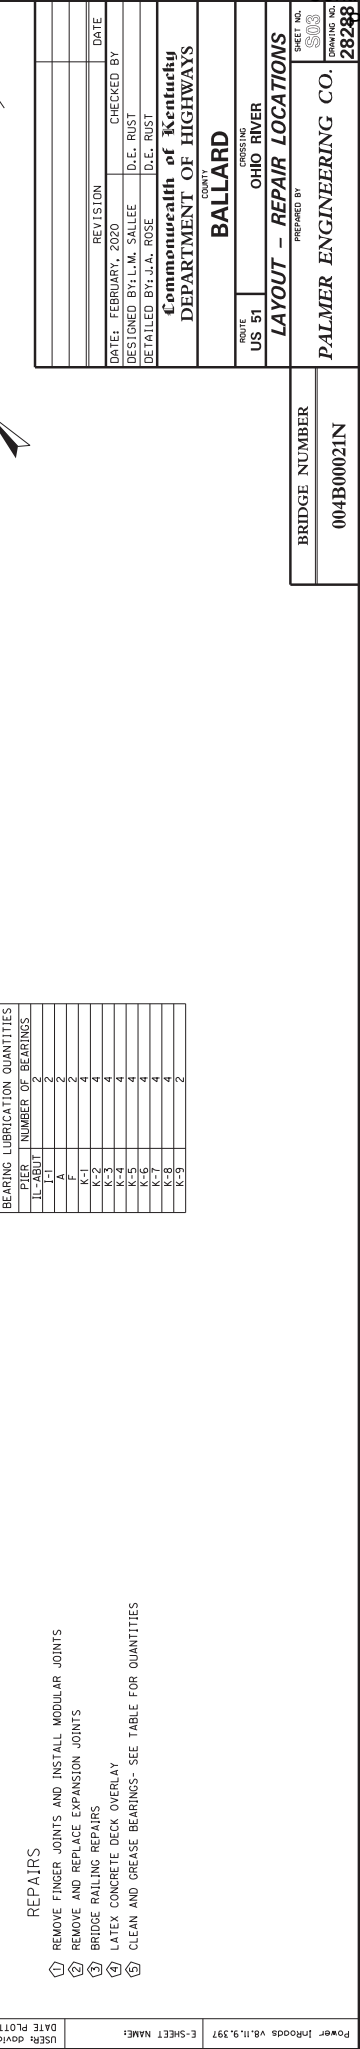 REPAIRS
1 REMOVE FINGER JOINTS AND INSTALL MODULAR JOINTS
2 REMOVE AND REPLACE EXPANSION JOINTS
3 BRIDGE RAILING REPAIRS
4 LATEX CONCRETE DECK OVERLAY
5 CLEAN AND GREASE BEARINGS- SEE TABLE FOR QUANTITIES
BEARING LUBRICATION QUANTITIES
PIER NUMBER OF BEARINGS
IL-ABUT 2
I-1 2
A 2
F 2
K-1 4
K-2 4
K-3 4
K-4 4
K-5 4
K-6 4
K-7 4
K-8 4
K-9 2
REVISION DATE
DATE: FEBRUARY, 2020 CHECKED BY
DESIGNED BY: L.M. SALLEE D.E. RUST
DETAILED BY: J.A. ROSE D.E. RUST
Commonwealth of Kentucky
DEPARTMENT OF HIGHWAYS
COUNTY
BALLARD
ROUTE CROSSING
US 51 OHIO RIVER
LAYOUT - REPAIR LOCATIONS
BRIDGE NUMBER
004B00021N
PREPARED BY
PALMER ENGINEERING CO.
SHEET NO.
S03
DRAWING NO.
28288
USER: david
DATE PLOTT
E-SHEET NAME:
Power InRoads v8.11.9.397